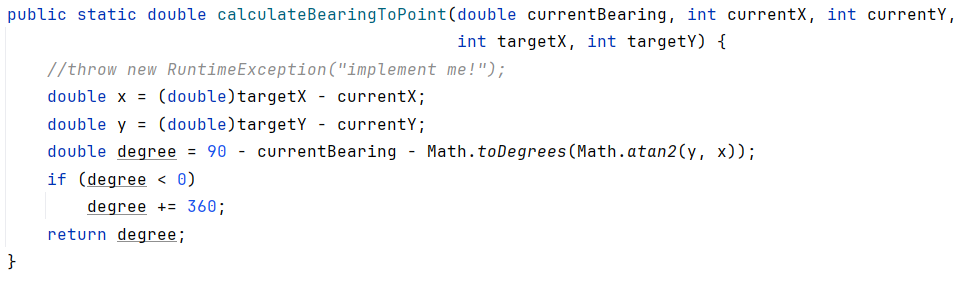 public static double calculateBearingToPoint(double currentBearing, int currentX, int currentY,
                                             int targetX, int targetY) {
    //throw new RuntimeException("implement me!");
    double x = (double)targetX - currentX;
    double y = (double)targetY - currentY;
    double degree = 90 - currentBearing - Math.toDegrees(Math.atan2(y, x));
    if (degree < 0)
        degree += 360;
    return degree;
}